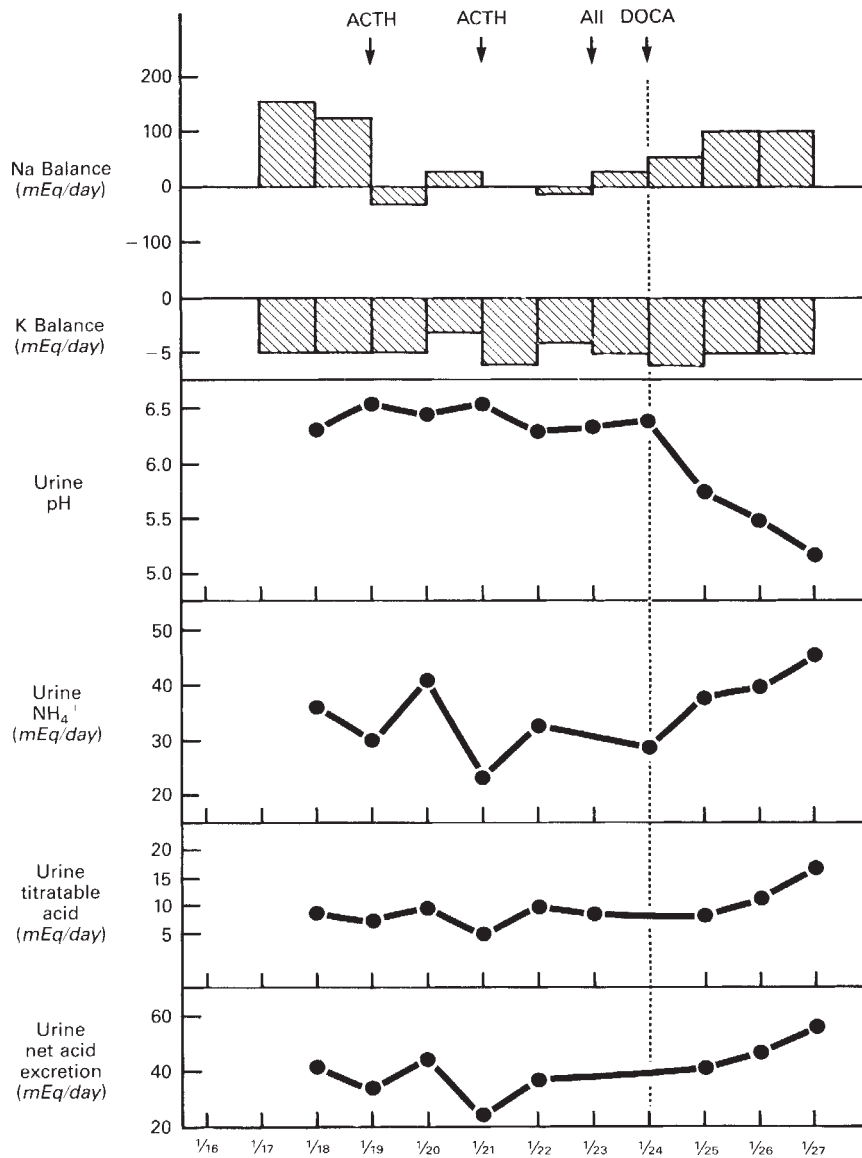 ACTH ACTH AII DOCA
200
100
0
−100
Na Balance
(mEq/day)
0
−5
K Balance
(mEq/day)
6.5
6.0
5.5
5.0
Urine
pH
50
40
30
20
Urine
NH₄⁺
(mEq/day)
20
15
10
5
Urine
titratable
acid
(mEq/day)
60
40
20
Urine
net acid
excretion
(mEq/day)
1/16 1/17 1/18 1/19 1/20 1/21 1/22 1/23 1/24 1/25 1/26 1/27